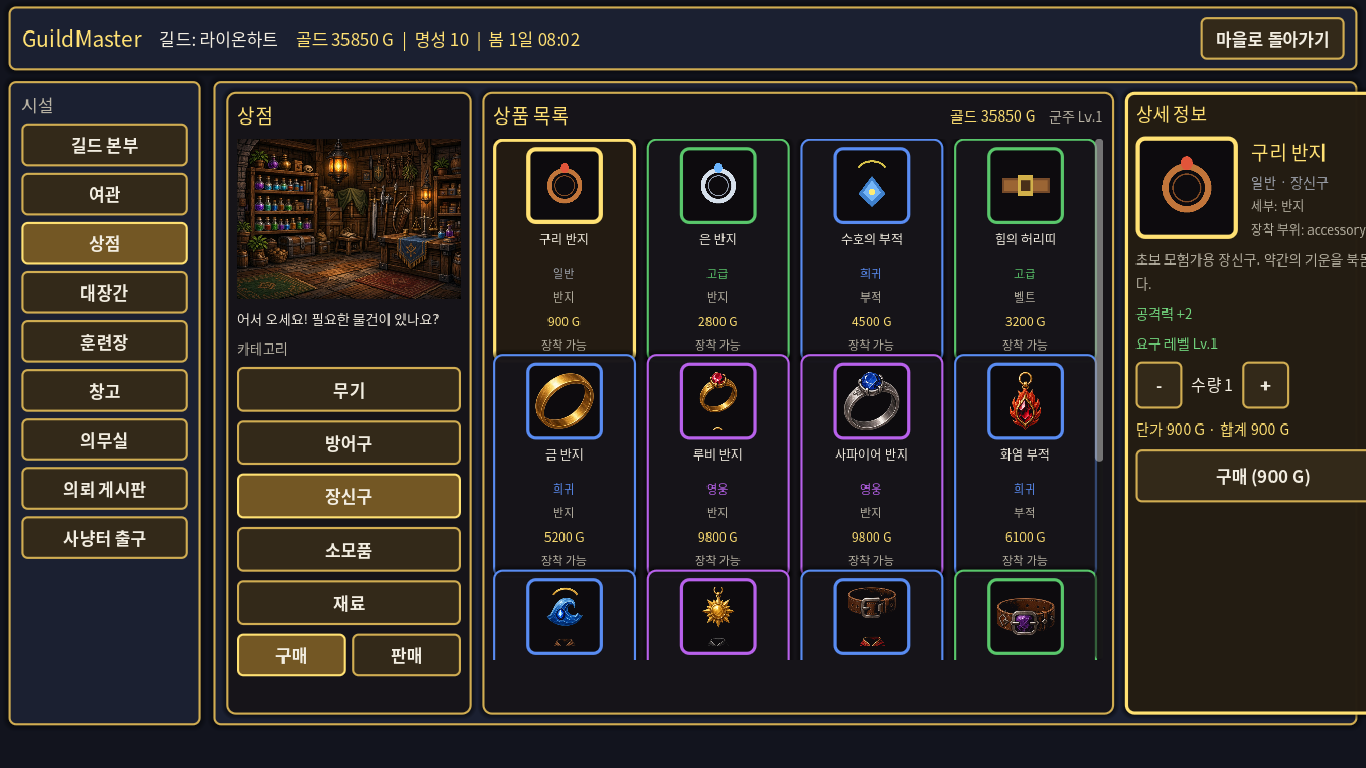 GuildMaster 길드: 라이온하트 골드 35850 G | 명성 10 | 봄 1일 08:02
마을로 돌아가기
시설
길드 본부
여관
상점
대장간
훈련장
창고
의무실
의뢰 게시판
사냥터 출구
상점
어서 오세요! 필요한 물건이 있나요?
카테고리
무기
방어구
장신구
소모품
재료
구매 판매
상품 목록 골드 35850 G 군주 Lv.1
구리 반지 은 반지 수호의 부적 힘의 허리띠
일반 고급 희귀 고급
반지 반지 부적 벨트
900 G 2800 G 4500 G 3200 G
장착 가능 장착 가능 장착 가능 장착 가능
금 반지 루비 반지 사파이어 반지 화염 부적
희귀 영웅 영웅 희귀
반지 반지 반지 부적
5200 G 9800 G 9800 G 6100 G
장착 가능 장착 가능 장착 가능 장착 가능
상세 정보
구리 반지
일반 · 장신구
세부: 반지
장착 부위: accessory
초보 모험가용 장신구. 약간의 기운을 북돋
다.
공격력 +2
요구 레벨 Lv.1
- 수량 1 +
단가 900 G · 합계 900 G
구매 (900 G)